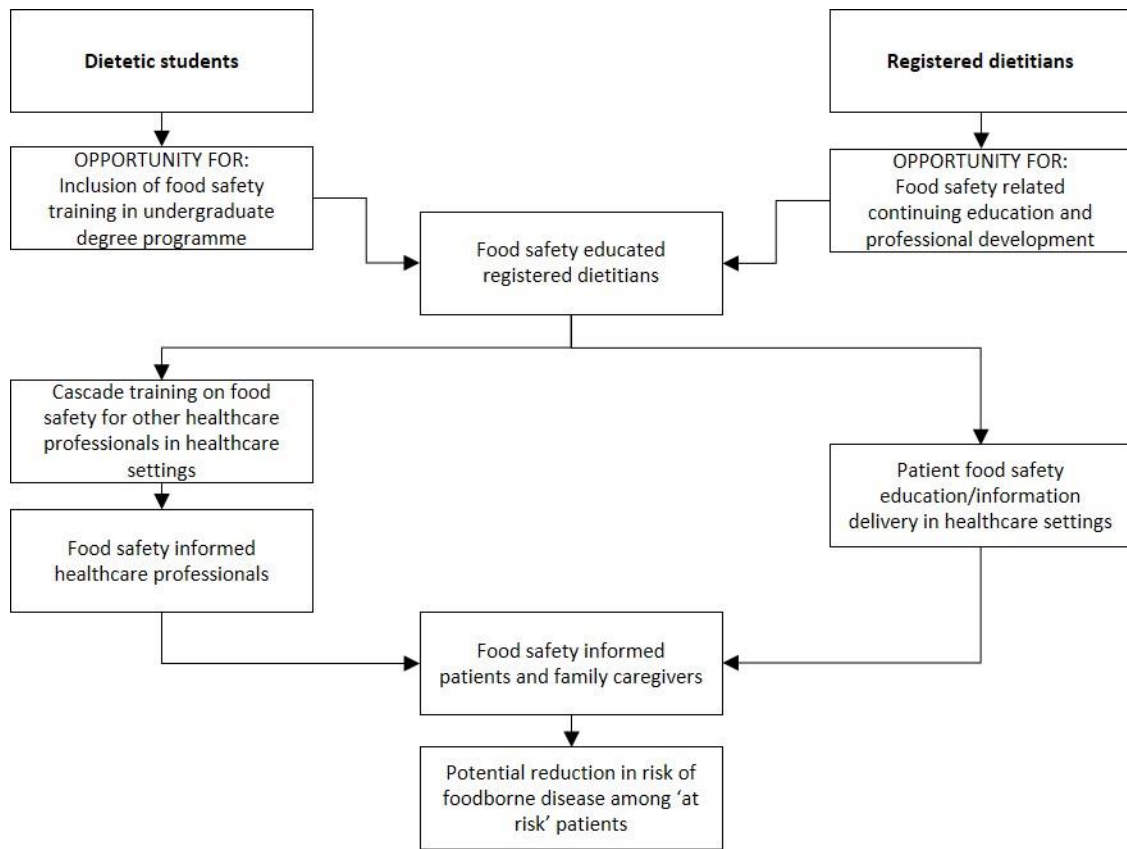 Dietetic students
Registered dietitians
OPPORTUNITY FOR:
Inclusion of food safety
training in undergraduate
degree programme
OPPORTUNITY FOR:
Food safety related
continuing education and
professional development
Food safety educated
registered dietitians
Cascade training on food
safety for other healthcare
professionals in healthcare
settings
Patient food safety
education/information
delivery in healthcare settings
Food safety informed
healthcare professionals
Food safety informed
patients and family caregivers
Potential reduction in risk of
foodborne disease among ‘at
risk’ patients